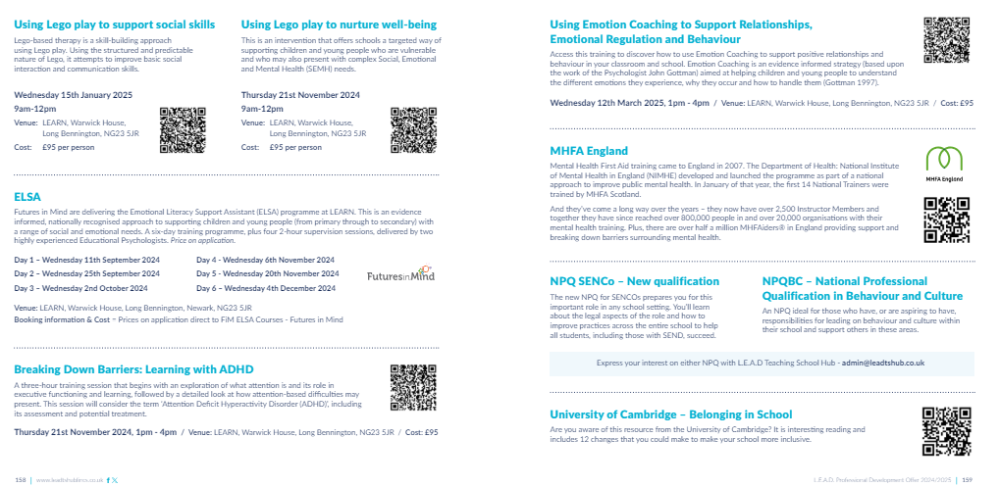 Using Lego play to support social skills
Lego-based therapy is a skill-building approach
using Lego play. Using the structured and predictable
nature of Lego, it attempts to improve basic social
interaction and communication skills.
Wednesday 15th January 2025
9am-12pm
Venue: LEARN, Warwick House,
Long Bennington, NG23 5JR
Cost: £95 per person
Using Lego play to nurture well-being
This is an intervention that offers schools a targeted way of
supporting children and young people who are vulnerable
and who may also present with complex Social, Emotional
and Mental Health (SEMH) needs.
Thursday 21st November 2024
9am-12pm
Venue: LEARN, Warwick House,
Long Bennington, NG23 5JR
Cost: £95 per person
ELSA
Futures in Mind are delivering the Emotional Literacy Support Assistant (ELSA) programme at LEARN. This is an evidence
informed, nationally recognised approach to supporting children and young people (from primary through to secondary) with
a range of social and emotional needs. A six-day training programme, plus four 2-hour supervision sessions, delivered by two
highly experienced Educational Psychologists. Price on application.
Day 1 – Wednesday 11th September 2024
Day 2 – Wednesday 25th September 2024
Day 3 – Wednesday 2nd October 2024
Day 4 - Wednesday 6th November 2024
Day 5 - Wednesday 20th November 2024
Day 6 – Wednesday 4th December 2024
FuturesinMind
Venue: LEARN, Warwick House, Long Bennington, Newark, NG23 5JR
Booking information & Cost – Prices on application direct to FiM ELSA Courses - Futures in Mind
Breaking Down Barriers: Learning with ADHD
A three-hour training session that begins with an exploration of what attention is and its role in
executive functioning and learning, followed by a detailed look at how attention-based difficulties may
present. This session will consider the term 'Attention Deficit Hyperactivity Disorder (ADHD)', including
its assessment and potential treatment.
Thursday 21st November 2024, 1pm - 4pm / Venue: LEARN, Warwick House, Long Bennington, NG23 5JR / Cost: £95
158 | www.leadtshubbros.co.uk
Using Emotion Coaching to Support Relationships,
Emotional Regulation and Behaviour
Access this training to discover how to use Emotion Coaching to support positive relationships and
behaviour in your classroom and school. Emotion Coaching is an evidence informed strategy (based upon
the work of the Psychologist John Gottman) aimed at helping children and young people to understand
the different emotions they experience, why they occur and how to handle them (Gottman 1997).
Wednesday 12th March 2025, 1pm - 4pm / Venue: LEARN, Warwick House, Long Bennington, NG23 5JR / Cost: £95
MHFA England
Mental Health First Aid training came to England in 2007. The Department of Health: National Institute
of Mental Health in England (NIMHE) developed and launched the programme as part of a national
approach to improve public mental health. In January of that year, the first 14 National Trainers were
trained by MHFA Scotland.
And they've come a long way over the years – they now have over 2,500 Instructor Members and
together they have since reached over 800,000 people in and over 20,000 organisations with their
mental health training. Plus, there are over half a million MHFAiders® in England providing support and
breaking down barriers surrounding mental health.
MHFA England
NPQ SENCo – New qualification
The new NPQ for SENCOs prepares you for this
important role in any school setting. You'll learn
about the legal aspects of the role and how to
improve practices across the entire school to help
all students, including those with SEND, succeed.
NPQBC – National Professional
Qualification in Behaviour and Culture
An NPQ ideal for those who have, or are aspiring to have,
responsibilities for leading on behaviour and culture within
their school and support others in these areas.
Express your interest on either NPQ with L.E.A.D Teaching School Hub - admin@leadtshub.co.uk
University of Cambridge – Belonging in School
Are you aware of this resource from the University of Cambridge? It is interesting reading and
includes 12 changes that you could make to make your school more inclusive.
L.E.A.D. Professional Development Offer 2024/2025 | 159